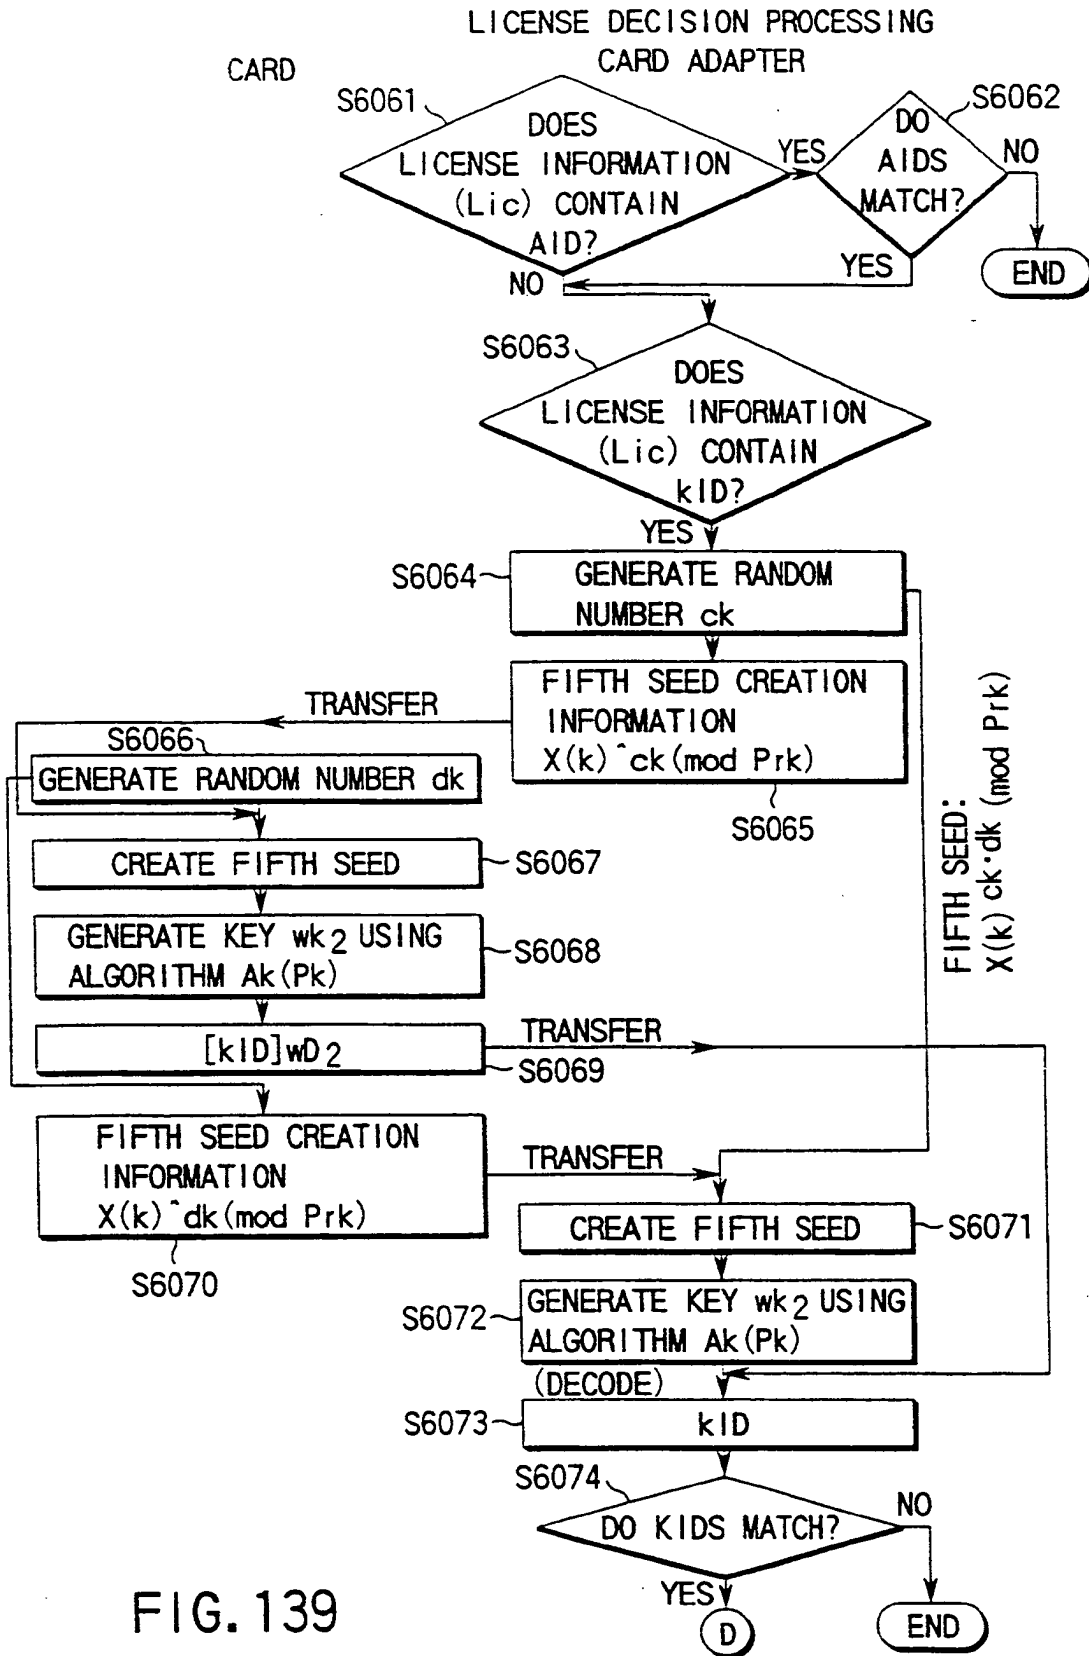 LICENSE DECISION PROCESSING
CARD
CARD ADAPTER
S6061
DOES
LICENSE INFORMATION
(Lic) CONTAIN
AID?
YES
S6062
DO
AIDS
MATCH?
NO
END
NO
YES
S6063
DOES
LICENSE INFORMATION
(Lic) CONTAIN
kID?
YES
S6064
GENERATE RANDOM
NUMBER ck
FIFTH SEED CREATION
INFORMATION
X(k)^ck(mod Prk)
S6065
TRANSFER
S6066
GENERATE RANDOM NUMBER dk
CREATE FIFTH SEED
S6067
GENERATE KEY wk2 USING
ALGORITHM Ak(Pk)
S6068
[kID]wD2
TRANSFER
S6069
FIFTH SEED:
X(k) ck·dk (mod Prk)
FIFTH SEED CREATION
INFORMATION
X(k)^dk(mod Prk)
TRANSFER
S6070
CREATE FIFTH SEED
S6071
S6072
GENERATE KEY wk2 USING
ALGORITHM Ak(Pk)
(DECODE)
S6073
kID
S6074
DO KIDS MATCH?
NO
YES
D
END
FIG. 139